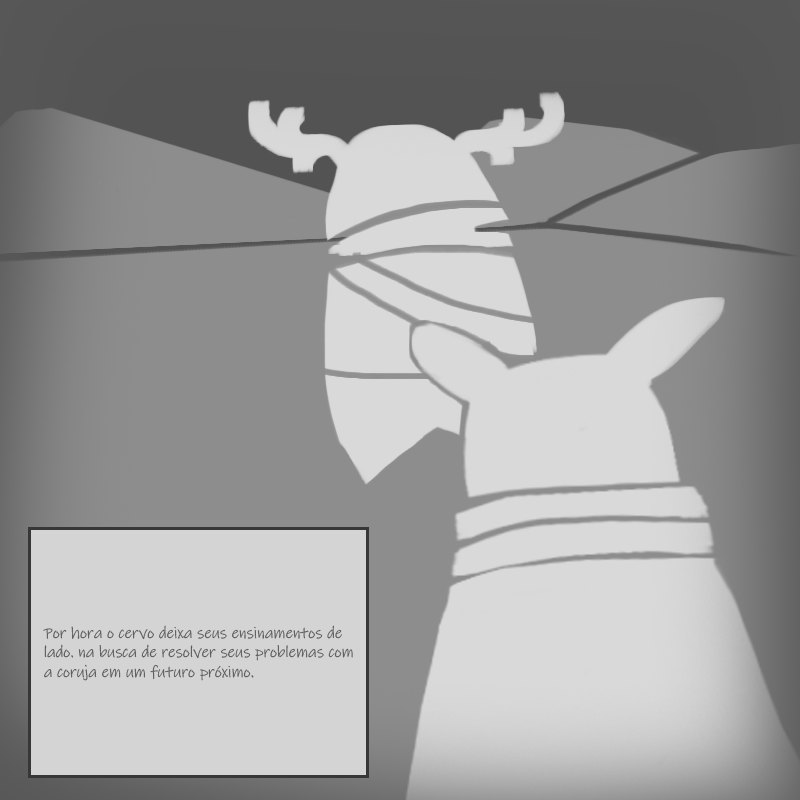 Por hora o cervo deixa seus ensinamentos de
lado. na busca de resolver seus problemas com
a coruja em um futuro próximo.